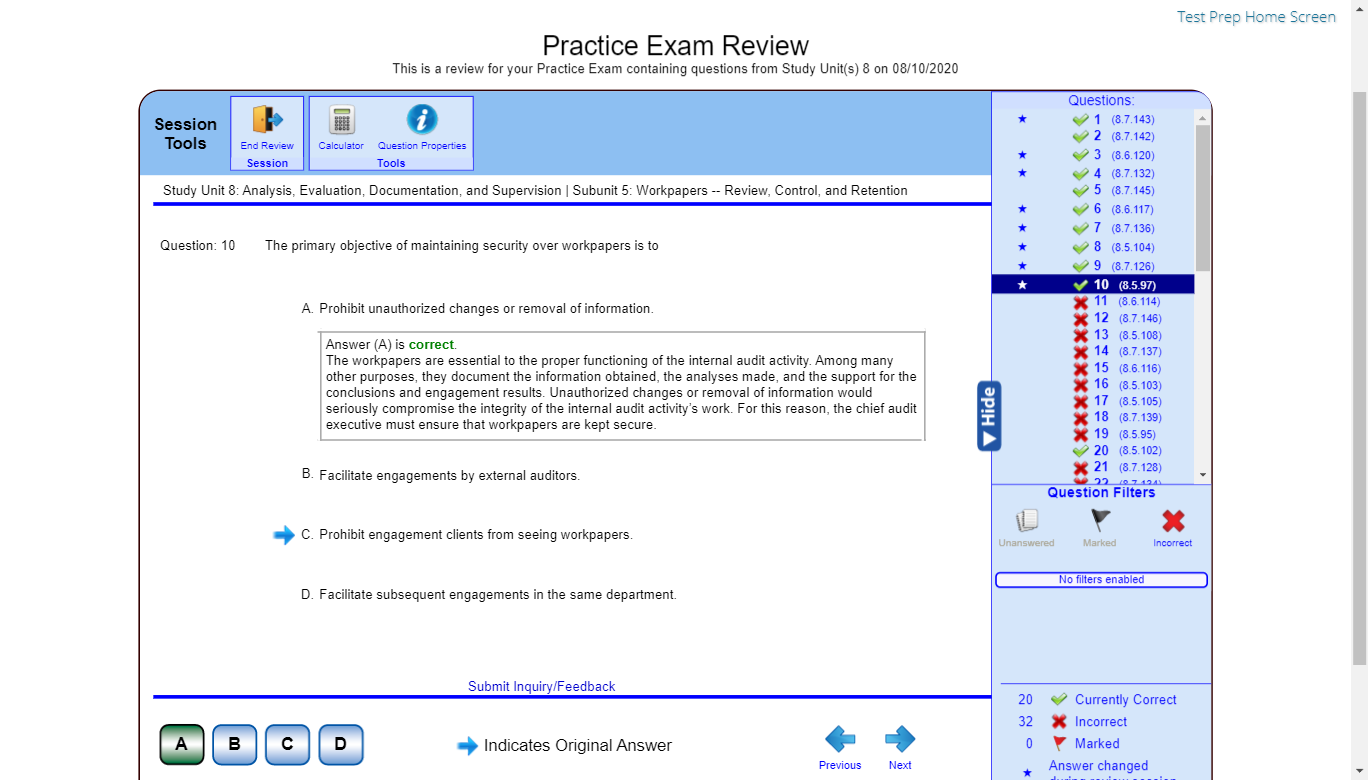 Test Prep Home Screen
Practice Exam Review
This is a review for your Practice Exam containing questions from Study Unit(s) 8 on 08/10/2020
Session
Tools
End Review
Session
Calculator
Question Properties
Tools
Study Unit 8: Analysis, Evaluation, Documentation, and Supervision | Subunit 5: Workpapers -- Review, Control, and Retention
Question: 10 The primary objective of maintaining security over workpapers is to
A. Prohibit unauthorized changes or removal of information.
Answer (A) is correct.
The workpapers are essential to the proper functioning of the internal audit activity. Among many
other purposes, they document the information obtained, the analyses made, and the support for the
conclusions and engagement results. Unauthorized changes or removal of information would
seriously compromise the integrity of the internal audit activity's work. For this reason, the chief audit
executive must ensure that workpapers are kept secure.
B. Facilitate engagements by external auditors.
C. Prohibit engagement clients from seeing workpapers.
D. Facilitate subsequent engagements in the same department.
Submit Inquiry/Feedback
A B C D
Indicates Original Answer
Previous
Next
Hide
Questions:
1 (8.7.143)
2 (8.7.142)
3 (8.6.120)
4 (8.7.132)
5 (8.7.145)
6 (8.6.117)
7 (8.7.136)
8 (8.5.104)
9 (8.7.126)
10 (8.5.97)
11 (8.6.114)
12 (8.7.146)
13 (8.5.108)
14 (8.7.137)
15 (8.6.116)
16 (8.5.103)
17 (8.5.105)
18 (8.7.139)
19 (8.5.95)
20 (8.5.102)
21 (8.7.128)
22 (8.7.134)
Question Filters
Unanswered
Marked
Incorrect
No filters enabled
20 Currently Correct
32 Incorrect
0 Marked
Answer changed
during review session